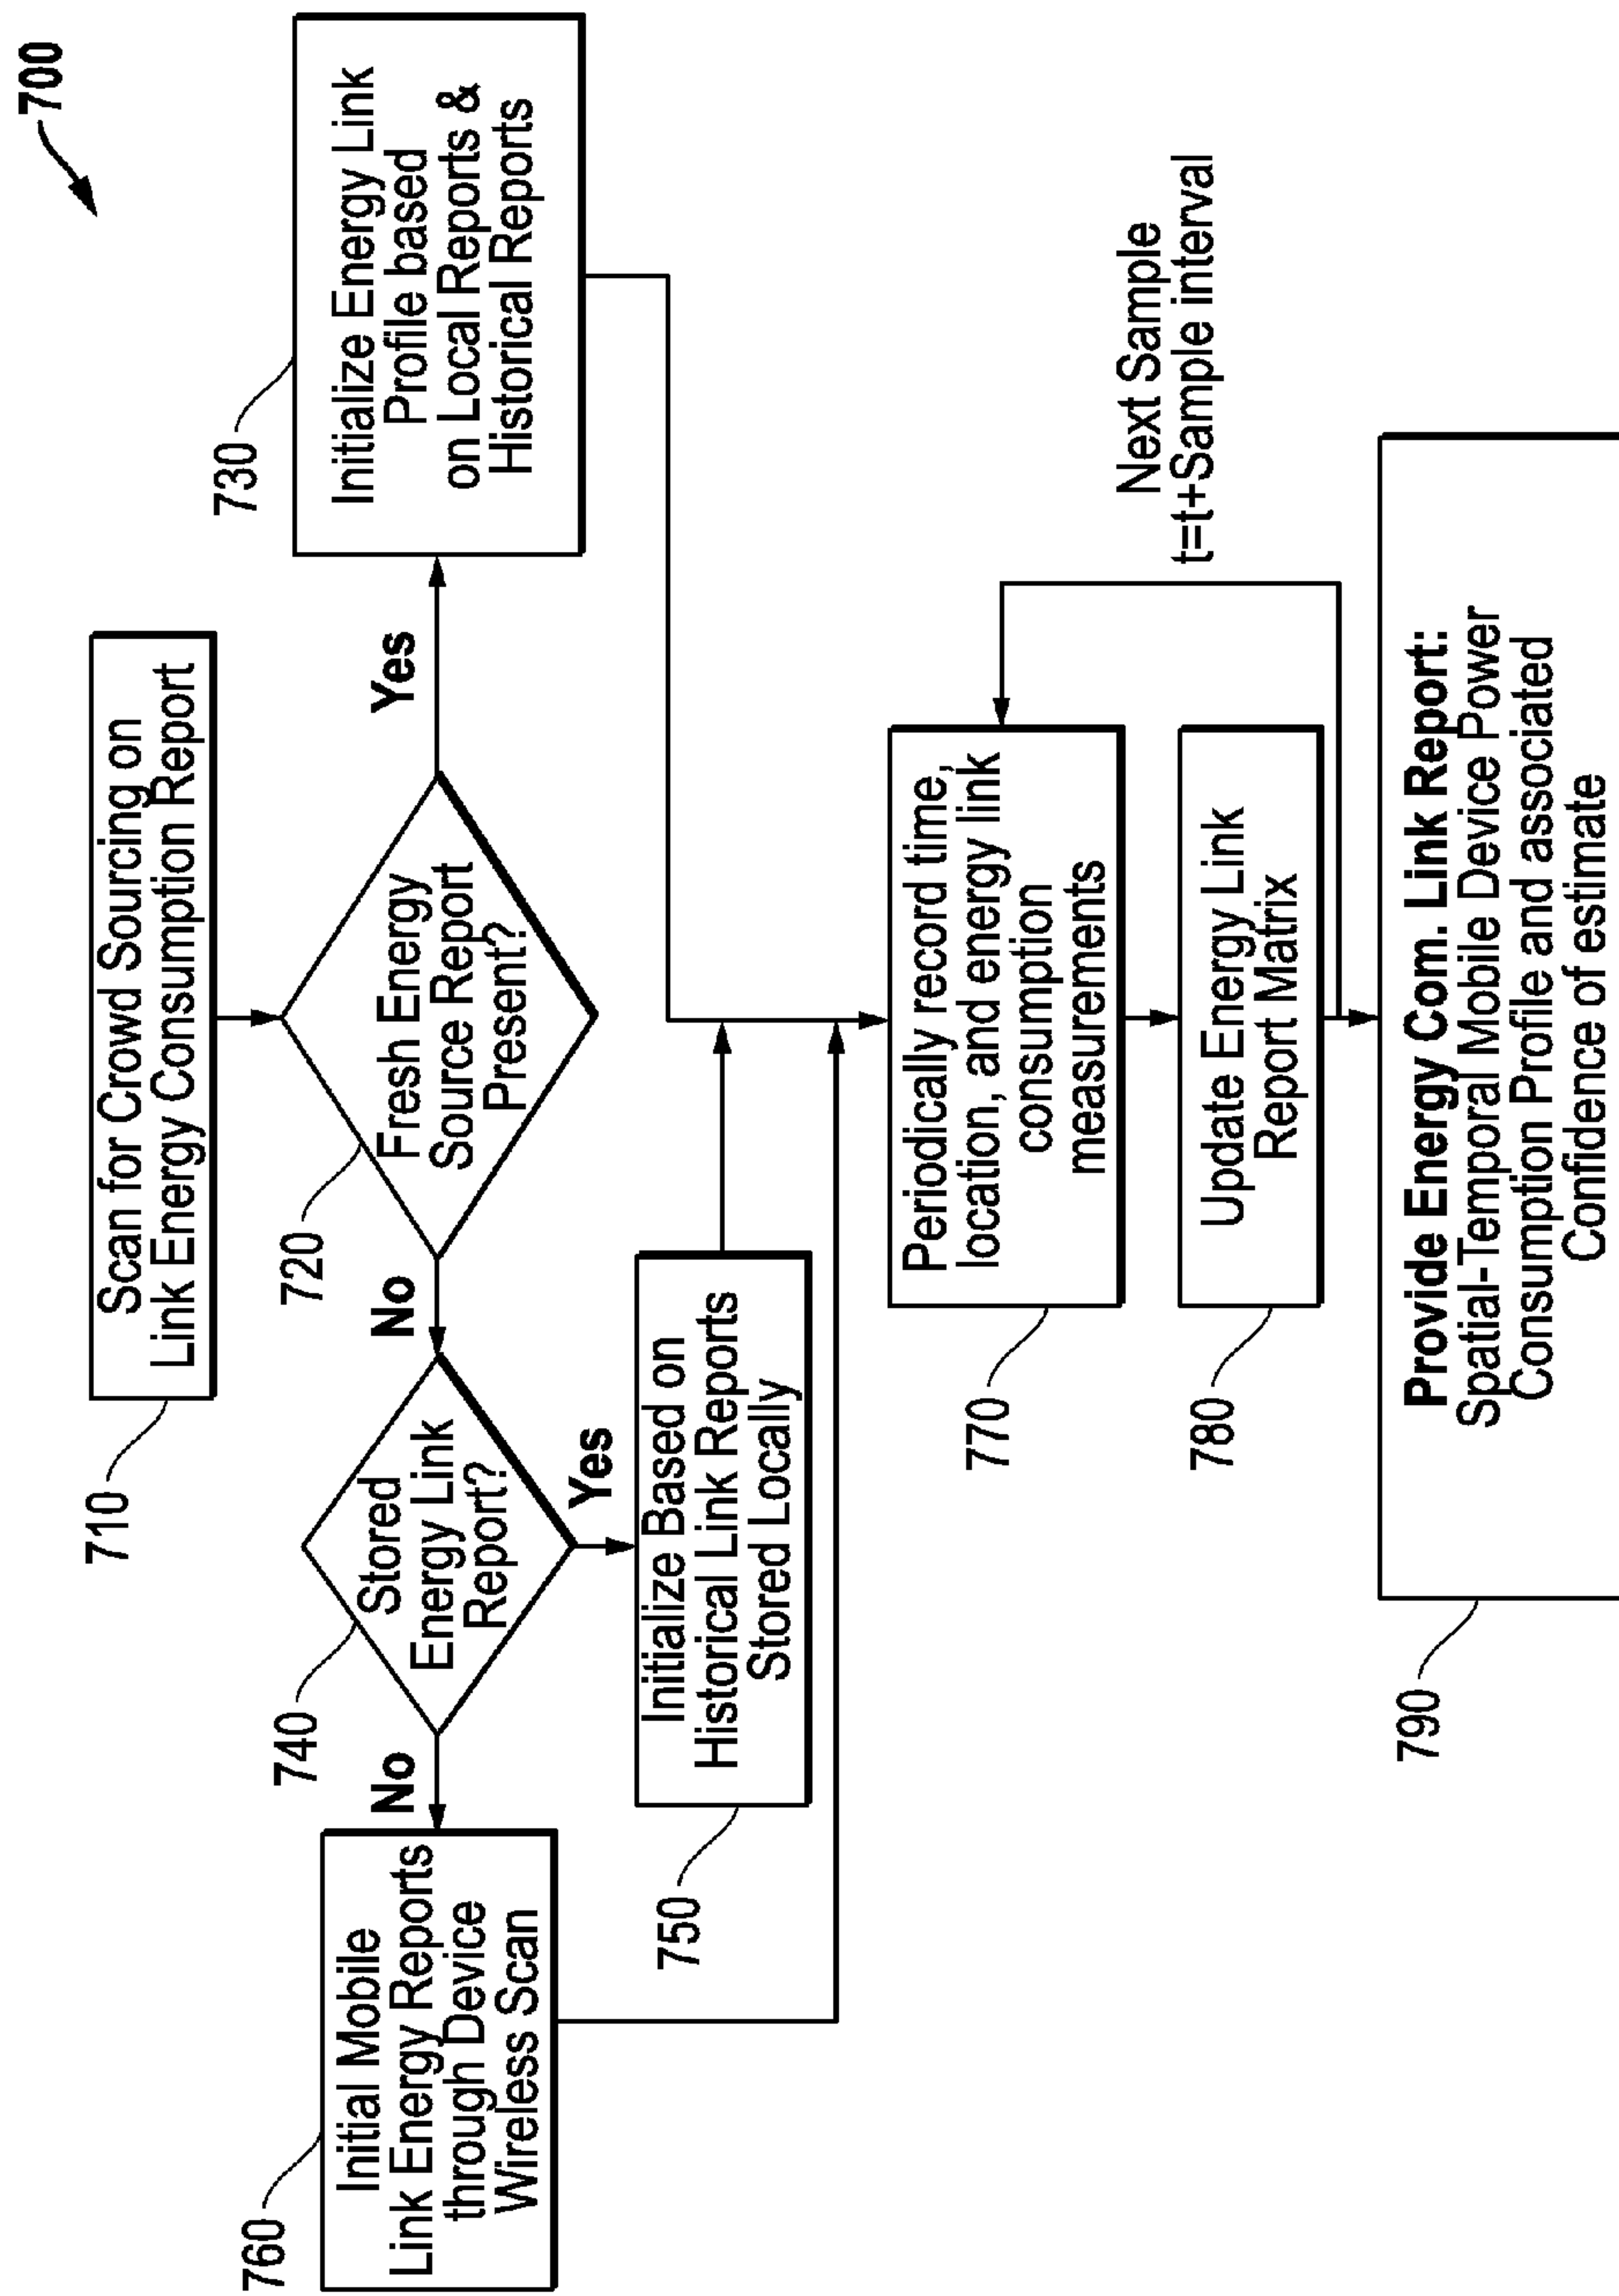 700
710
Scan for Crowd Sourcing on
Link Energy Consumption Report
720
Fresh Energy
Source Report
Present?
Yes
No
730
Initialize Energy Link
Profile based
on Local Reports &
Historical Reports
740
Stored
Energy Link
Report?
No
Yes
760
Initial Mobile
Link Energy Reports
through Device
Wireless Scan
750
Initialize Based on
Historical Link Reports
Stored Locally
770
Periodically record time,
location, and energy link
consumption
measurements
Next Sample
t=t+Sample interval
780
Update Energy Link
Report Matrix
790
Provide Energy Com. Link Report:
Spatial-Temporal Mobile Device Power
Consumption Profile and associated
Confidence of estimate